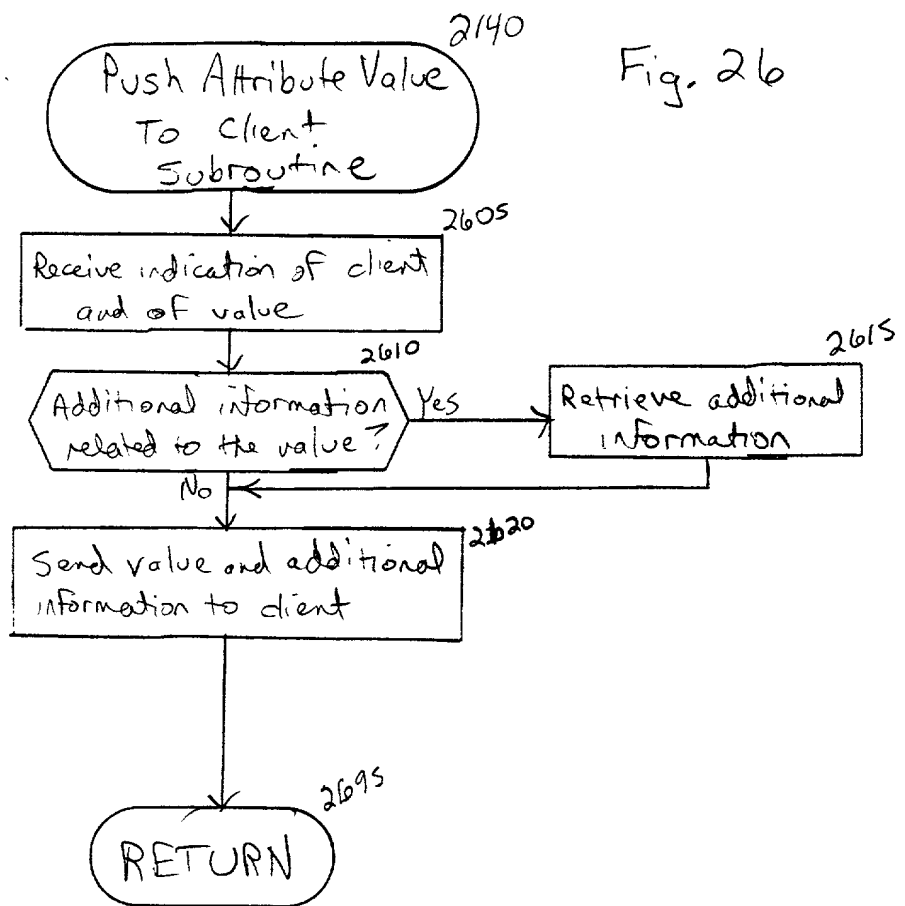 2140
Fig. 26
Push Attribute Value
To Client
Subroutine
2605
Receive indication of client
and of value
2610
Additional information
related to the value?
Yes
2615
Retrieve additional
information
No
2620
Send value and additional
information to client
2695
RETURN